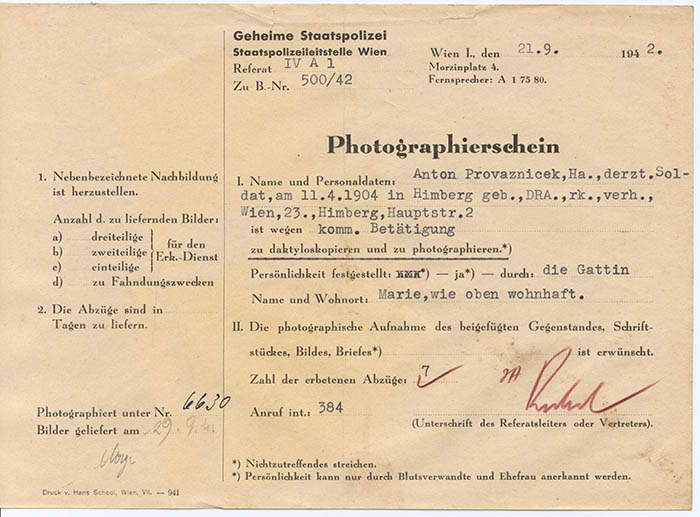 Geheime Staatspolizei
Staatspolizeileitstelle Wien
Referat IV A 1
Zu B.-Nr. 500/42
Wien I., den 21.9. 1942.
Morzinplatz 4.
Fernsprecher: A 1 75 80.
Photographierschein
1. Nebenbezeichnete Nachbildung
ist herzustellen.
Anzahl d. zu liefernden Bilder:
a) dreiteilige
b) zweiteilige
c) einteilige
für den
Erk.-Dienst
d) zu Fahndungszwecken
2. Die Abzüge sind in
Tagen zu liefern.
Photographiert unter Nr. 6630
Bilder geliefert am 29.9.
Druck v. Hans Schedl, Wien, VII. — 941
I. Name und Personaldaten: Anton Provaznicek,Ha.,derzt.Sol-
dat,am 11.4.1904 in Himberg geb.,DRA.,rk.,verh.,
Wien,23.,Himberg,Hauptstr.2
ist wegen komm. Betätigung
zu daktyloskopieren und zu photographieren.*)
Persönlichkeit festgestellt: *) — ja*) — durch: die Gattin
Name und Wohnort: Marie,wie oben wohnhaft.
II. Die photographische Aufnahme des beigefügten Gegenstandes, Schrift-
stückes, Bildes, Briefes*) ist erwünscht.
Zahl der erbetenen Abzüge: 7
Anruf int.: 384
(Unterschrift des Referatsleiters oder Vertreters).
*) Nichtzutreffendes streichen.
*) Persönlichkeit kann nur durch Blutsverwandte und Ehefrau anerkannt werden.